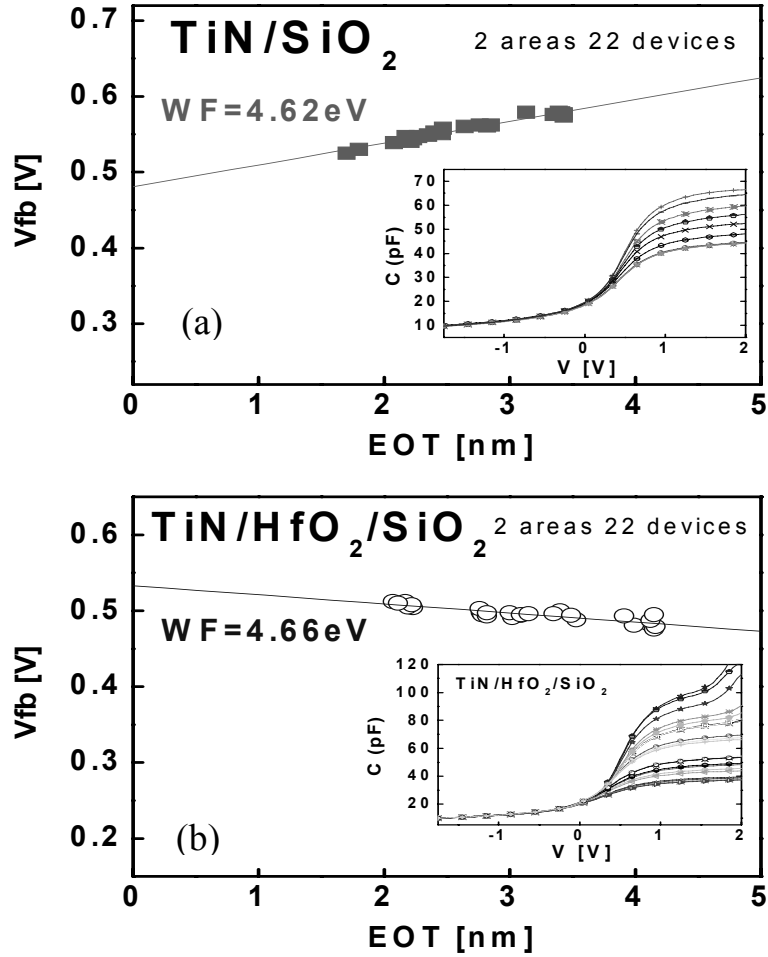 0.7
TiN/SiO2
2 areas 22 devices
0.6
WF=4.62eV
0.5
Vfb [V]
0.4
0.3
(a)
70
60
50
40
30
20
10
C (pF)
-1 0 1 2
V [V]
0 1 2 3 4 5
EOT [nm]
0.6
TiN/HfO2/SiO2
2 areas 22 devices
0.5
WF=4.66eV
0.4
Vfb [V]
0.3
0.2
(b)
120
TiN/HfO2/SiO2
100
80
60
40
20
C (pF)
-1 0 1 2
V [V]
0 1 2 3 4 5
EOT [nm]